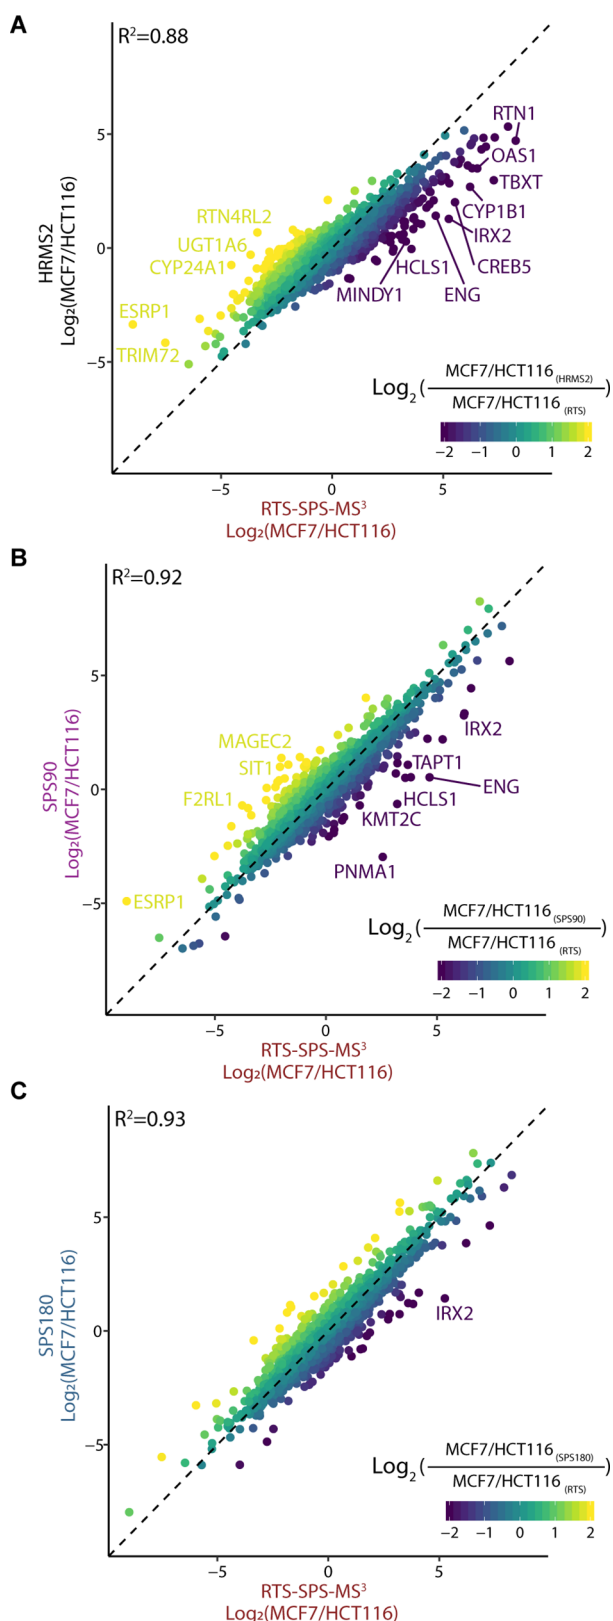 A
R²=0.88
RTN1
5
OAS1
TBXT
RTN4RL2
CYP1B1
UGT1A6
IRX2
0
CYP24A1
HCLS1
CREB5
MINDY1
ENG
ESRP1
TRIM72
−5
HRMS2
Log₂(MCF7/HCT116)
Log₂(MCF7/HCT116 (HRMS2)
MCF7/HCT116 (RTS))
−2 −1 0 1 2
−5 0 5
RTS-SPS-MS³
Log₂(MCF7/HCT116)
B
R²=0.92
5
IRX2
MAGEC2
TAPT1
SIT1
ENG
0
F2RL1
HCLS1
KMT2C
PNMA1
−5
ESRP1
SPS90
Log₂(MCF7/HCT116)
Log₂(MCF7/HCT116 (SPS90)
MCF7/HCT116 (RTS))
−2 −1 0 1 2
−5 0 5
RTS-SPS-MS³
Log₂(MCF7/HCT116)
C
R²=0.93
5
0
IRX2
−5
SPS180
Log₂(MCF7/HCT116)
Log₂(MCF7/HCT116 (SPS180)
MCF7/HCT116 (RTS))
−2 −1 0 1 2
−5 0 5
RTS-SPS-MS³
Log₂(MCF7/HCT116)